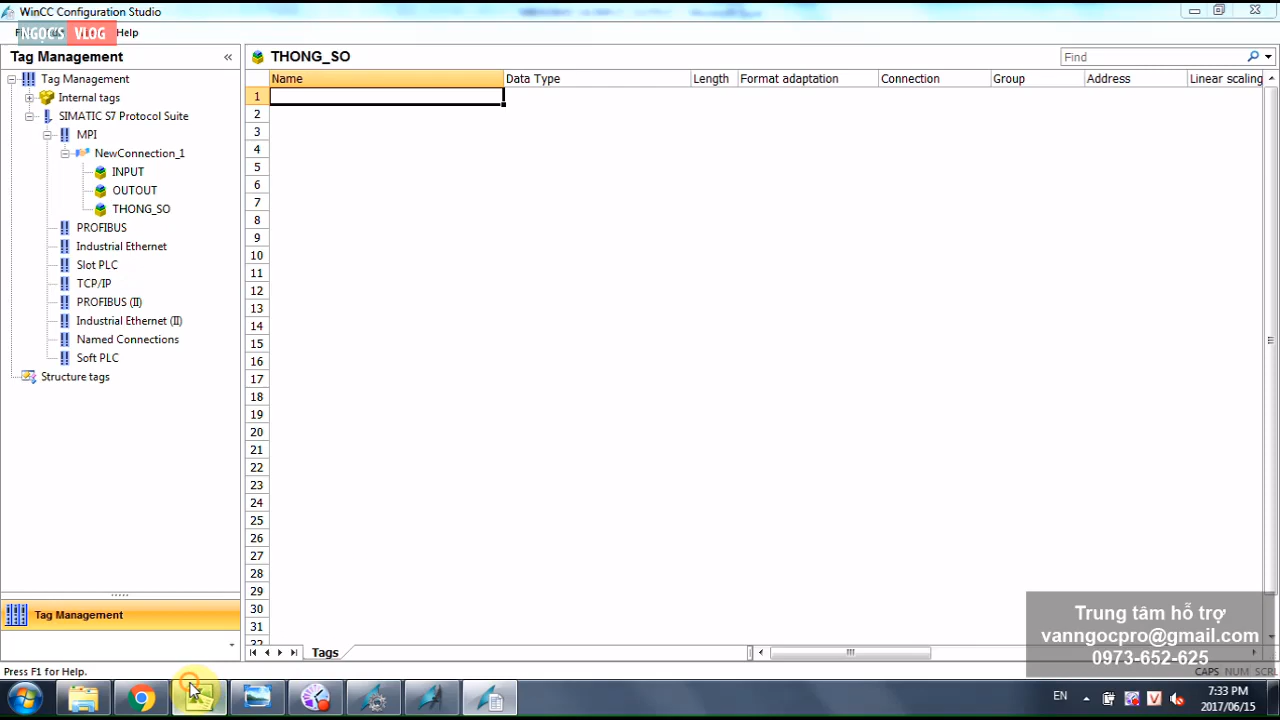 WinCC Configuration Studio
NGỌC'S VLOG
Help
Tag Management
THONG_SO
Find
Name Data Type Length Format adaptation Connection Group Address Linear scaling
Tag Management
Internal tags
SIMATIC S7 Protocol Suite
MPI
NewConnection_1
INPUT
OUTOUT
THONG_SO
PROFIBUS
Industrial Ethernet
Slot PLC
TCP/IP
PROFIBUS (II)
Industrial Ethernet (II)
Named Connections
Soft PLC
Structure tags
1
2
3
4
5
6
7
8
9
10
11
12
13
14
15
16
17
18
19
20
21
22
23
24
25
26
27
28
29
30
31
32
Tag Management
Tags
Trung tâm hỗ trợ
vanngocpro@gmail.com
0973-652-625
Press F1 for Help.
CAPS NUM SCRL
EN
7:33 PM
2017/06/15